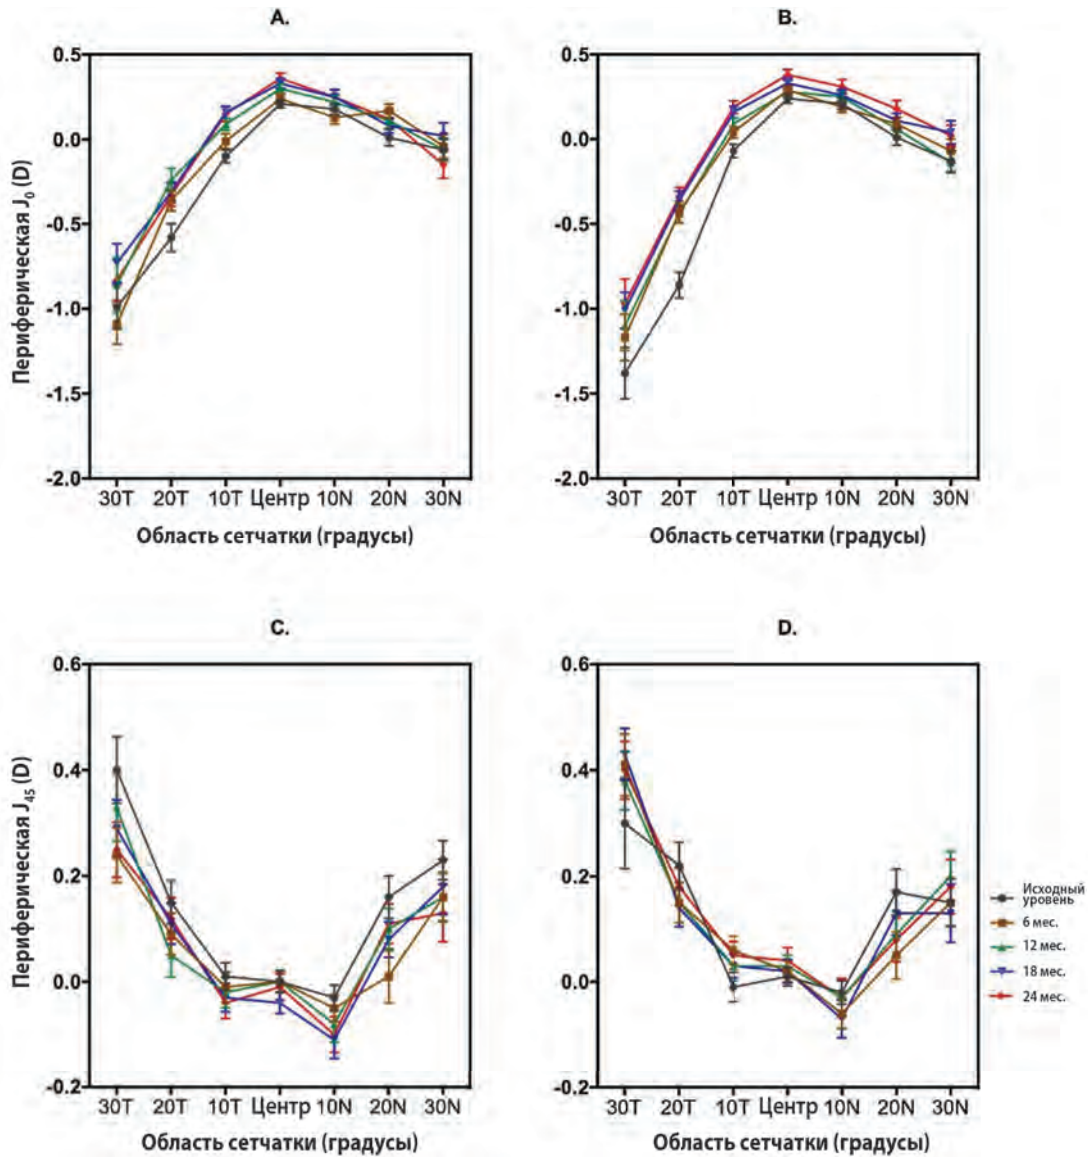 A.
B.
Периферическая J0 (D)
0.5
0.0
-0.5
-1.0
-1.5
-2.0
30T 20T 10T Центр 10N 20N 30N
Область сетчатки (градусы)
0.5
0.0
-0.5
-1.0
-1.5
-2.0
30T 20T 10T Центр 10N 20N 30N
Область сетчатки (градусы)
C.
D.
Периферическая J45 (D)
0.6
0.4
0.2
0.0
-0.2
30T 20T 10T Центр 10N 20N 30N
Область сетчатки (градусы)
0.6
0.4
0.2
0.0
-0.2
30T 20T 10T Центр 10N 20N 30N
Область сетчатки (градусы)
Исходный
уровень
6 мес.
12 мес.
18 мес.
24 мес.